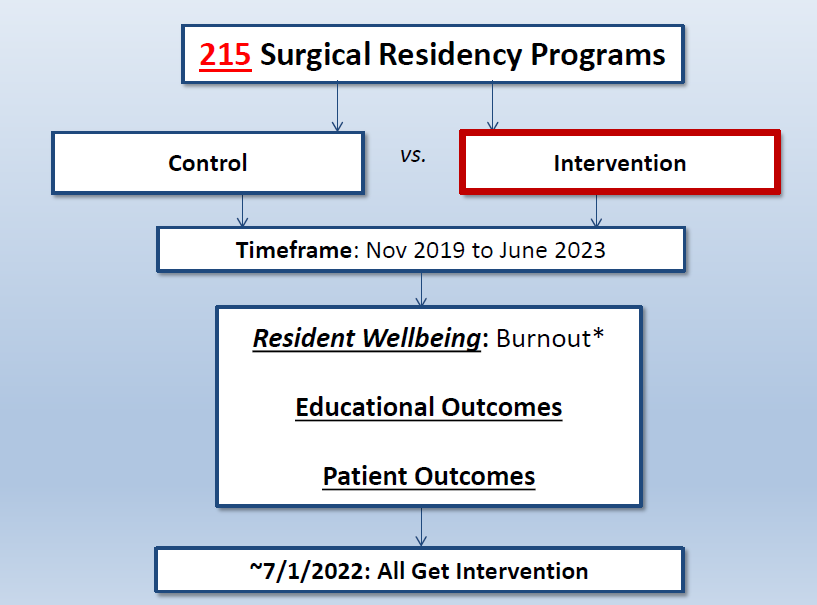 215 Surgical Residency Programs
Control
vs.
Intervention
Timeframe: Nov 2019 to June 2023
Resident Wellbeing: Burnout*
Educational Outcomes
Patient Outcomes
~7/1/2022: All Get Intervention